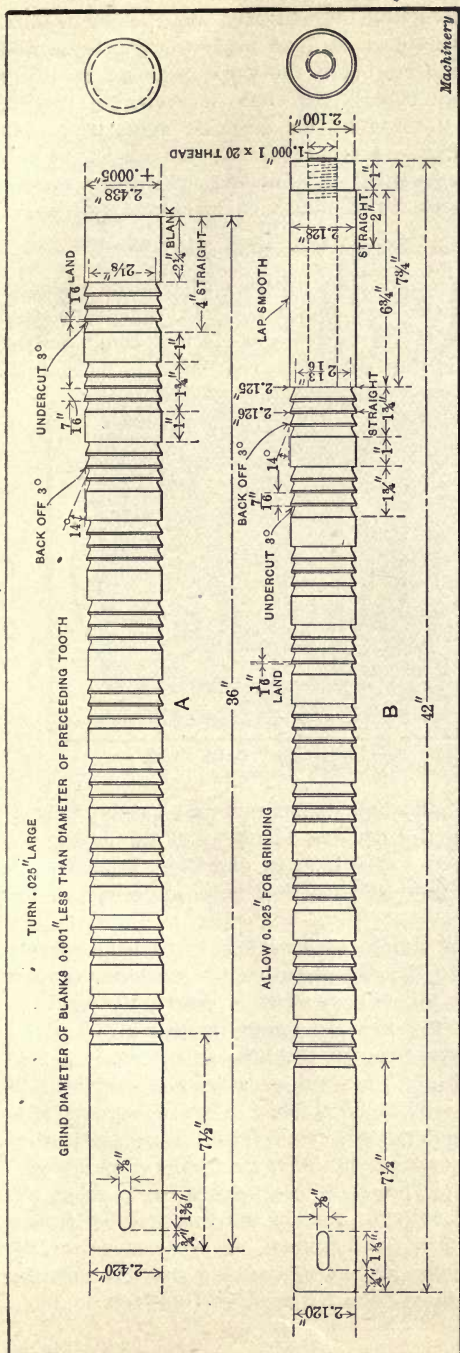 TURN .025" LARGE
GRIND DIAMETER OF BLANKS 0.001" LESS THAN DIAMETER OF PRECEEDING TOOTH
BACK OFF 3°
UNDERCUT 3°
1/16 LAND
14°
7/16"
2 1/8"
2.438" +.0005
2.420"
3/8"
3/4"
1 3/8"
7 1/2"
1"
1 3/4"
1"
2 1/4" BLANK
4" STRAIGHT
A
36"
ALLOW 0.025" FOR GRINDING
1/16 LAND
UNDERCUT 3°
7/16"
BACK OFF 3°
14°
2.126"
2.125"
2.128"
LAP SMOOTH
1.000" 1 x 20 THREAD
2.100"
2.120"
3/8"
7 1/2"
1 3/4"
1"
1 3/4"
STRAIGHT
6 3/4"
7 3/4"
STRAIGHT
2"
1"
B
42"
Machinery